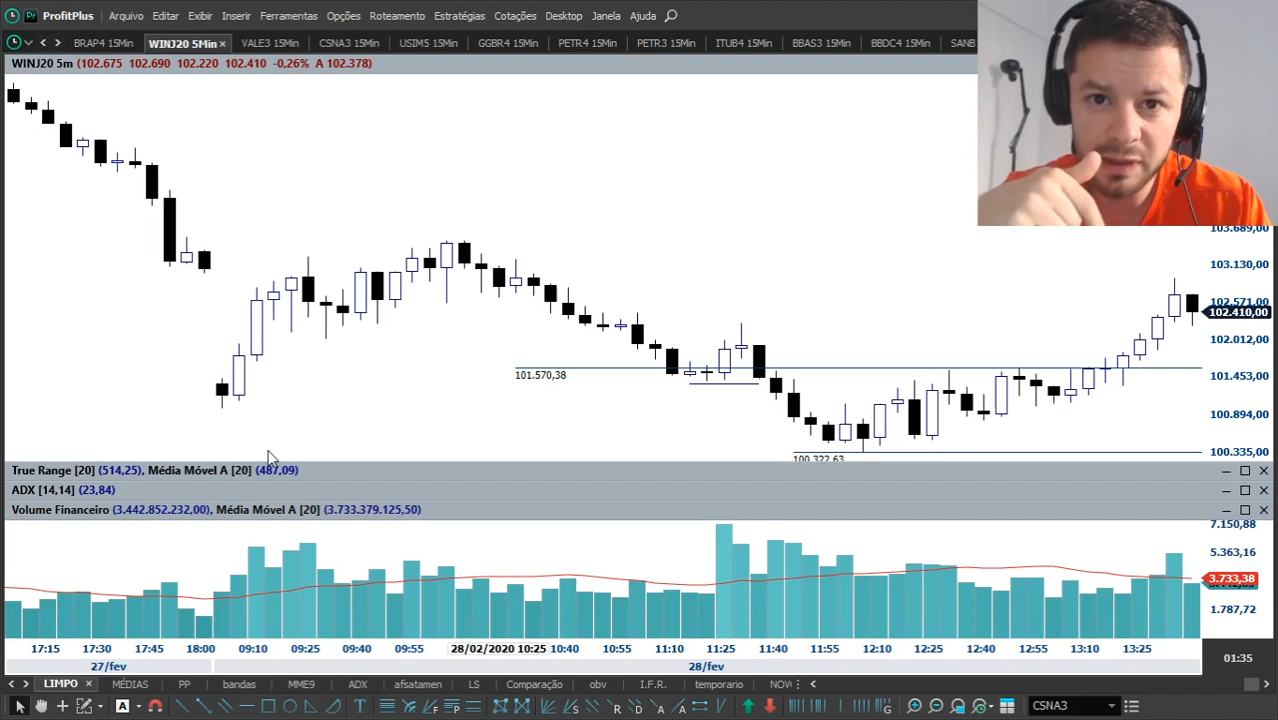 ProfitPlus Arquivo Editar Exibir Inserir Ferramentas Opções Roteamento Estratégias Cotações Desktop Janela Ajuda
BRAP4 15Min WINJ20 5Min VALE3 15Min CSNA3 15Min USIM5 15Min GGBR4 15Min PETR4 15Min PETR3 15Min ITUB4 15Min BBAS3 15Min BBDC4 15Min SANB
WINJ20 5m (102.675 102.690 102.220 102.410 -0,26% A 102.378)
103.689,00
103.130,00
102.571,00
102.410,00
102.012,00
101.570,38
101.453,00
100.894,00
100.335,00
100.322,63
True Range [20] (514,25), Média Móvel A [20] (487,09)
ADX [14,14] (23,84)
Volume Financeiro (3.442.852.232,00), Média Móvel A [20] (3.733.379.125,50)
7.150,88
5.363,16
3.733,38
1.787,72
17:15 17:30 17:45 18:00 09:10 09:25 09:40 09:55 28/02/2020 10:25 10:40 10:55 11:10 11:25 11:40 11:55 12:10 12:25 12:40 12:55 13:10 13:25
27/fev 28/fev
01:35
LIMPO MÉDIAS PP bandas MME9 ADX afsatamen LS Comparação obv I.F.R. temporario NOV
CSNA3